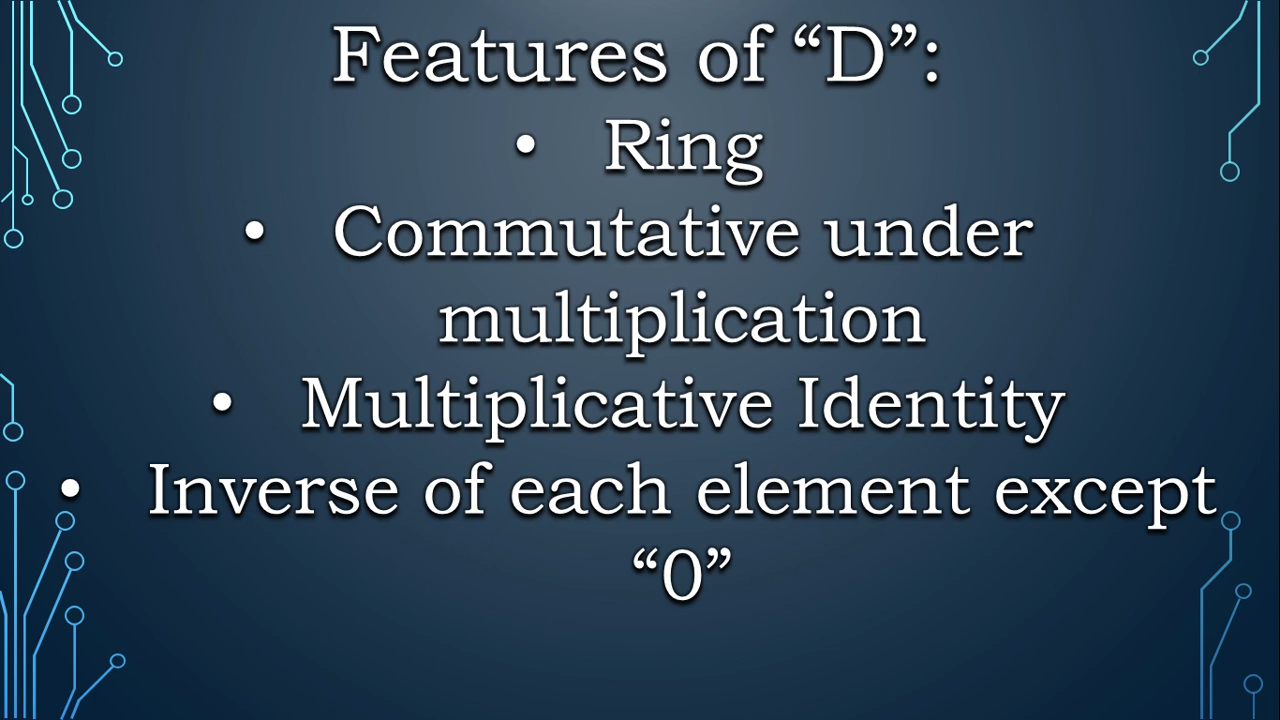 Features of “D”:
• Ring
• Commutative under
multiplication
• Multiplicative Identity
• Inverse of each element except
“0”